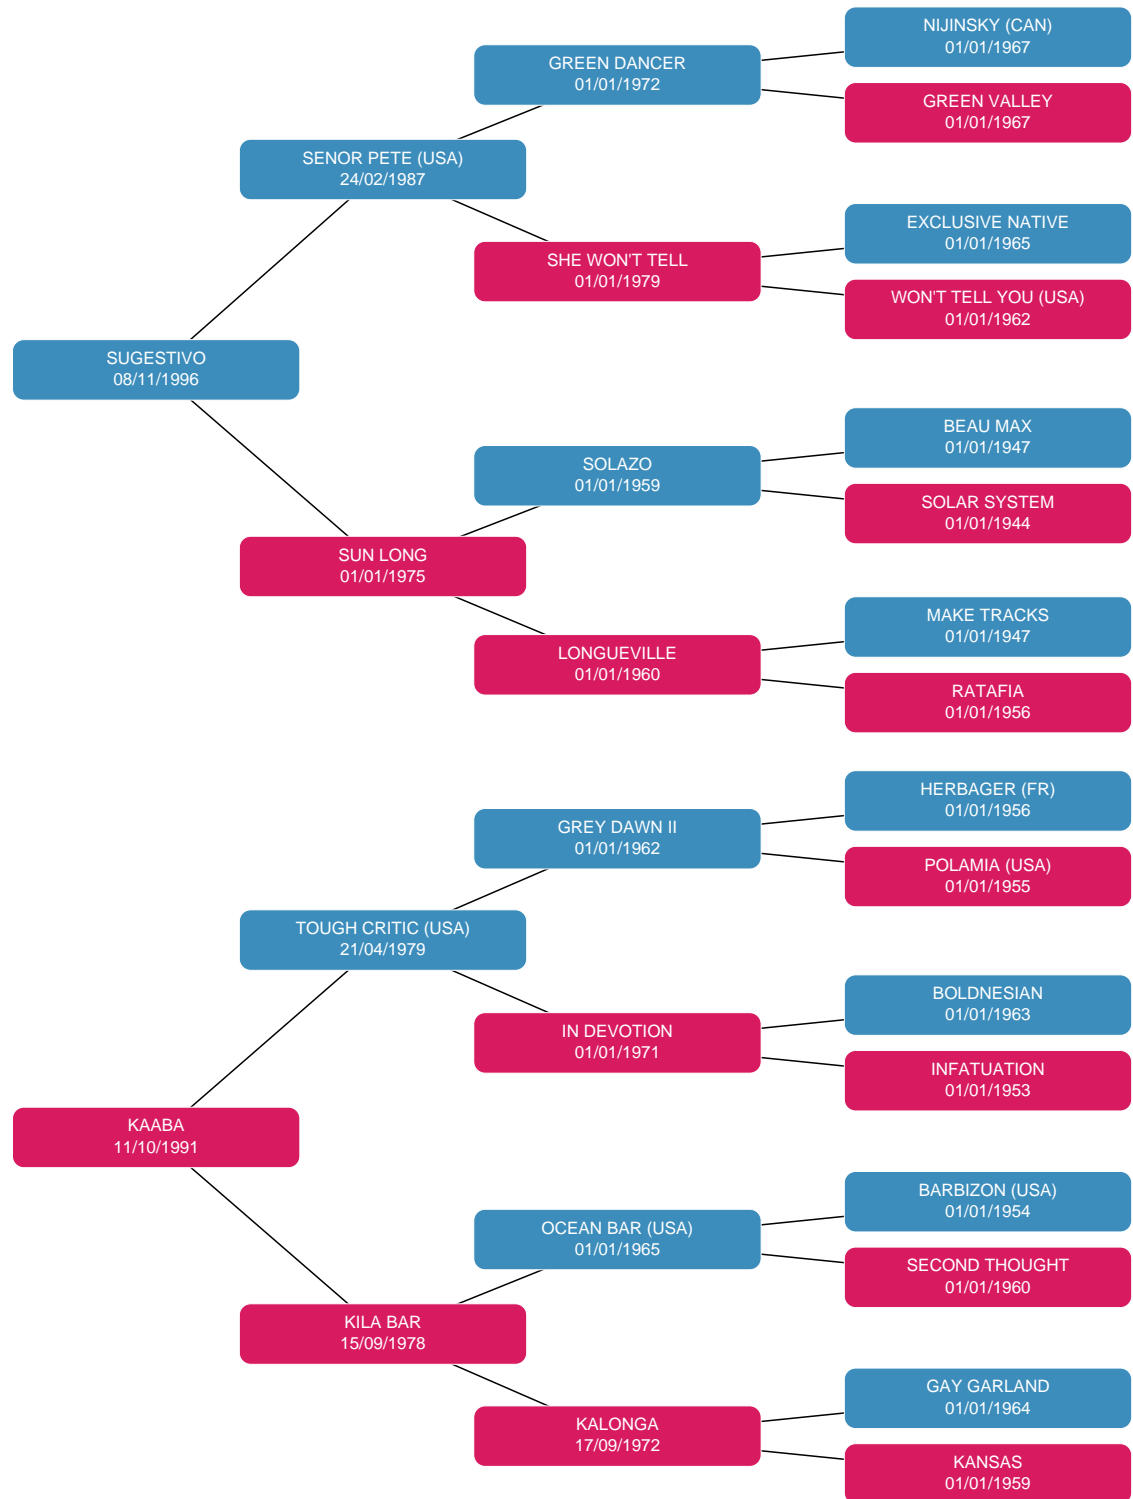 NIJINSKY (CAN)
01/01/1967
GREEN DANCER
01/01/1972
GREEN VALLEY
01/01/1967
SENOR PETE (USA)
24/02/1987
EXCLUSIVE NATIVE
01/01/1965
SHE WON'T TELL
01/01/1979
WON'T TELL YOU (USA)
01/01/1962
SUGESTIVO
08/11/1996
BEAU MAX
01/01/1947
SOLAZO
01/01/1959
SOLAR SYSTEM
01/01/1944
SUN LONG
01/01/1975
MAKE TRACKS
01/01/1947
LONGUEVILLE
01/01/1960
RATAFIA
01/01/1956
HERBAGER (FR)
01/01/1956
GREY DAWN II
01/01/1962
POLAMIA (USA)
01/01/1955
TOUGH CRITIC (USA)
21/04/1979
BOLDNESIAN
01/01/1963
IN DEVOTION
01/01/1971
INFATUATION
01/01/1953
KAABA
11/10/1991
BARBIZON (USA)
01/01/1954
OCEAN BAR (USA)
01/01/1965
SECOND THOUGHT
01/01/1960
KILA BAR
15/09/1978
GAY GARLAND
01/01/1964
KALONGA
17/09/1972
KANSAS
01/01/1959